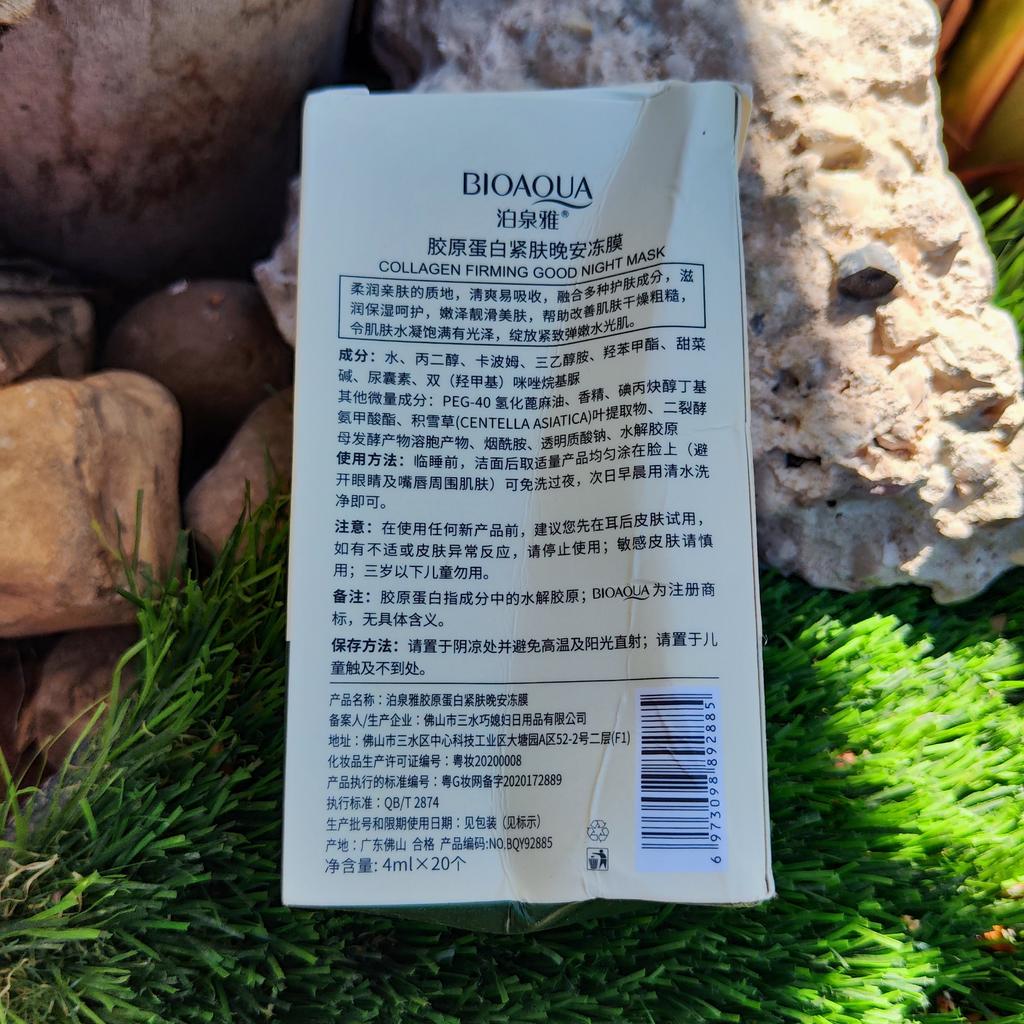 BIOAQUA
泊泉雅®
胶原蛋白紧肤晚安冻膜
COLLAGEN FIRMING GOOD NIGHT MASK
柔润亲肤的质地，清爽易吸收，融合多种护肤成分，滋
润保湿呵护，嫩泽靓滑美肤，帮助改善肌肤干燥粗糙，
令肌肤水凝饱满有光泽，绽放紧致弹嫩水光肌。
成分：水、丙二醇、卡波姆、三乙醇胺、羟苯甲酯、甜菜
碱、尿囊素、双（羟甲基）咪唑烷基脲
其他微量成分：PEG-40 氢化蓖麻油、香精、碘丙炔醇丁基
氨甲酸酯、积雪草(CENTELLA ASIATICA)叶提取物、二裂酵
母发酵产物溶胞产物、烟酰胺、透明质酸钠、水解胶原
使用方法：临睡前，洁面后取适量产品均匀涂在脸上（避
开眼睛及嘴唇周围肌肤）可免洗过夜，次日早晨用清水洗
净即可。
注意：在使用任何新产品前，建议您先在耳后皮肤试用，
如有不适或皮肤异常反应，请停止使用；敏感皮肤请慎
用；三岁以下儿童勿用。
备注：胶原蛋白指成分中的水解胶原；BIOAQUA 为注册商
标，无具体含义。
保存方法：请置于阴凉处并避免高温及阳光直射；请置于儿
童触及不到处。
产品名称：泊泉雅胶原蛋白紧肤晚安冻膜
备案人/生产企业：佛山市三水巧媳妇日用品有限公司
地址：佛山市三水区中心科技工业区大塘园A区52-2号二层(F1)
化妆品生产许可证编号：粤妆20200008
产品执行的标准编号：粤G妆网备字2020172889
执行标准：QB/T 2874
生产批号和限期使用日期：见包装（见标示）
产地：广东佛山 合格 产品编码:NO.BQY92885
净含量: 4ml×20个
6 973098 892885